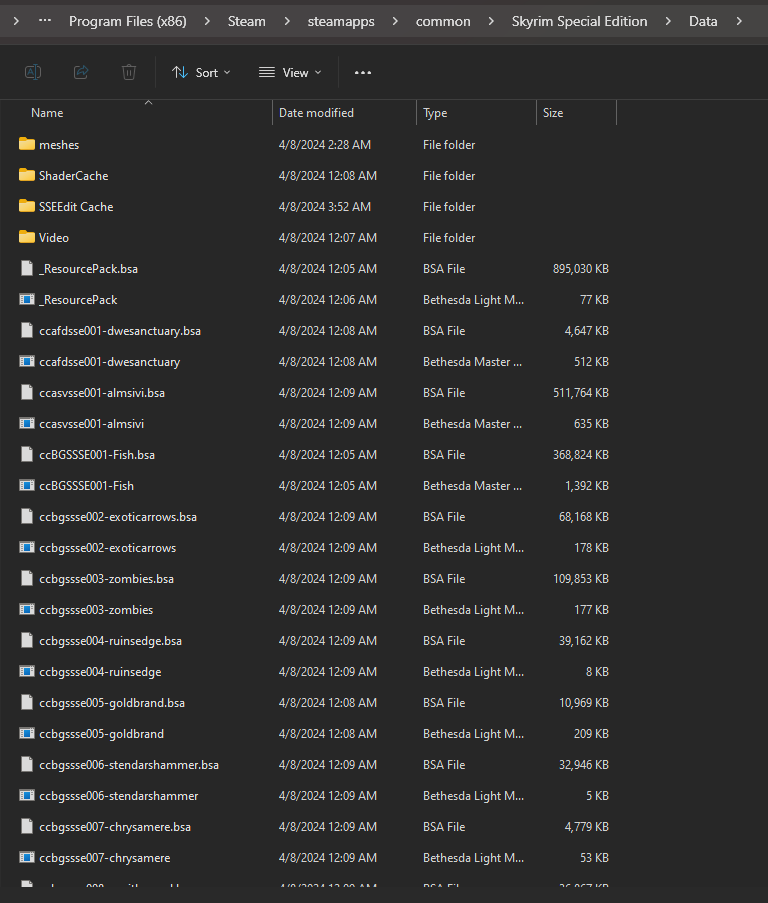 ··· Program Files (x86) > Steam > steamapps > common > Skyrim Special Edition > Data >
Sort View ···
Name Date modified Type Size
meshes 4/8/2024 2:28 AM File folder
ShaderCache 4/8/2024 12:08 AM File folder
SSEEdit Cache 4/8/2024 3:52 AM File folder
Video 4/8/2024 12:07 AM File folder
_ResourcePack.bsa 4/8/2024 12:05 AM BSA File 895,030 KB
_ResourcePack 4/8/2024 12:06 AM Bethesda Light M... 77 KB
ccafdsse001-dwesanctuary.bsa 4/8/2024 12:08 AM BSA File 4,647 KB
ccafdsse001-dwesanctuary 4/8/2024 12:08 AM Bethesda Master ... 512 KB
ccasvsse001-almsivi.bsa 4/8/2024 12:09 AM BSA File 511,764 KB
ccasvsse001-almsivi 4/8/2024 12:09 AM Bethesda Master ... 635 KB
ccBGSSSE001-Fish.bsa 4/8/2024 12:05 AM BSA File 368,824 KB
ccBGSSSE001-Fish 4/8/2024 12:05 AM Bethesda Master ... 1,392 KB
ccbgssse002-exoticarrows.bsa 4/8/2024 12:09 AM BSA File 68,168 KB
ccbgssse002-exoticarrows 4/8/2024 12:09 AM Bethesda Light M... 178 KB
ccbgssse003-zombies.bsa 4/8/2024 12:09 AM BSA File 109,853 KB
ccbgssse003-zombies 4/8/2024 12:09 AM Bethesda Light M... 177 KB
ccbgssse004-ruinsedge.bsa 4/8/2024 12:09 AM BSA File 39,162 KB
ccbgssse004-ruinsedge 4/8/2024 12:09 AM Bethesda Light M... 8 KB
ccbgssse005-goldbrand.bsa 4/8/2024 12:08 AM BSA File 10,969 KB
ccbgssse005-goldbrand 4/8/2024 12:08 AM Bethesda Light M... 209 KB
ccbgssse006-stendarshammer.bsa 4/8/2024 12:09 AM BSA File 32,946 KB
ccbgssse006-stendarshammer 4/8/2024 12:09 AM Bethesda Light M... 5 KB
ccbgssse007-chrysamere.bsa 4/8/2024 12:09 AM BSA File 4,779 KB
ccbgssse007-chrysamere 4/8/2024 12:09 AM Bethesda Light M... 53 KB